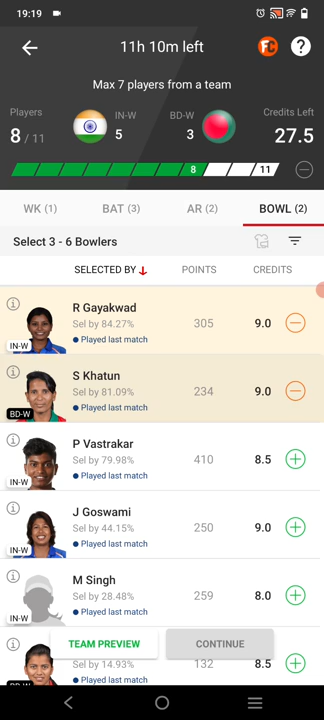 19:19
11h 10m left
FC
?
Max 7 players from a team
Players
IN-W
BD-W
Credits Left
8 / 11
5
3
27.5
8
11
WK (1)
BAT (3)
AR (2)
BOWL (2)
Select 3 - 6 Bowlers
SELECTED BY
POINTS
CREDITS
R Gayakwad
Sel by 84.27%
305
9.0
Played last match
IN-W
S Khatun
Sel by 81.09%
234
9.0
Played last match
BD-W
P Vastrakar
Sel by 79.98%
410
8.5
Played last match
IN-W
J Goswami
Sel by 44.15%
250
9.0
Played last match
IN-W
M Singh
Sel by 28.48%
259
8.0
Played last match
IN-W
TEAM PREVIEW
CONTINUE
Sel by 14.93%
132
8.5
Played last match
BD-W